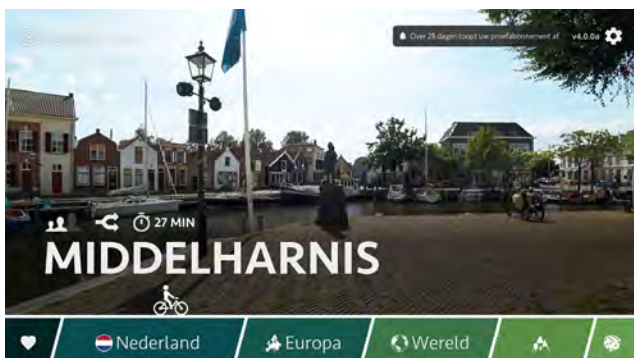 Over 28 dagen loopt uw proefabonnement af
v4.0.0a
27 MIN
MIDDELHARNIS
Nederland
Europa
Wereld